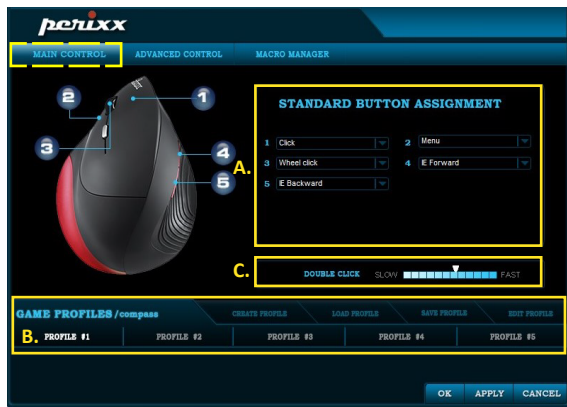 perixx
MAIN CONTROL ADVANCED CONTROL MACRO MANAGER
STANDARD BUTTON ASSIGNMENT
1 Click 2 Menu
3 Wheel click 4 IE Forward
5 IE Backward
1
2
3
4
5
A.
C. DOUBLE CLICK SLOW FAST
GAME PROFILES /compass CREATE PROFILE LOAD PROFILE SAVE PROFILE EDIT PROFILE
B. PROFILE #1 PROFILE #2 PROFILE #3 PROFILE #4 PROFILE #5
OK APPLY CANCEL